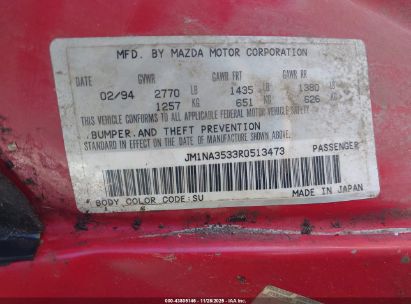 MFD. BY MAZDA MOTOR CORPORATION
DATE GVWR GAWR FRT GAWR RR
02/94 2770 LB 1435 LB 1380 LB
1257 KG 651 KG 626 KG
THIS VEHICLE CONFORMS TO ALL APPLICABLE FEDERAL MOTOR VEHICLE SAFETY
BUMPER AND THEFT PREVENTION
STANDARDS IN EFFECT ON THE DATE OF MANUFACTURE SHOWN ABOVE.
JM1NA3533R0513473 PASSENGER
BODY COLOR CODE:SU MADE IN JAPAN